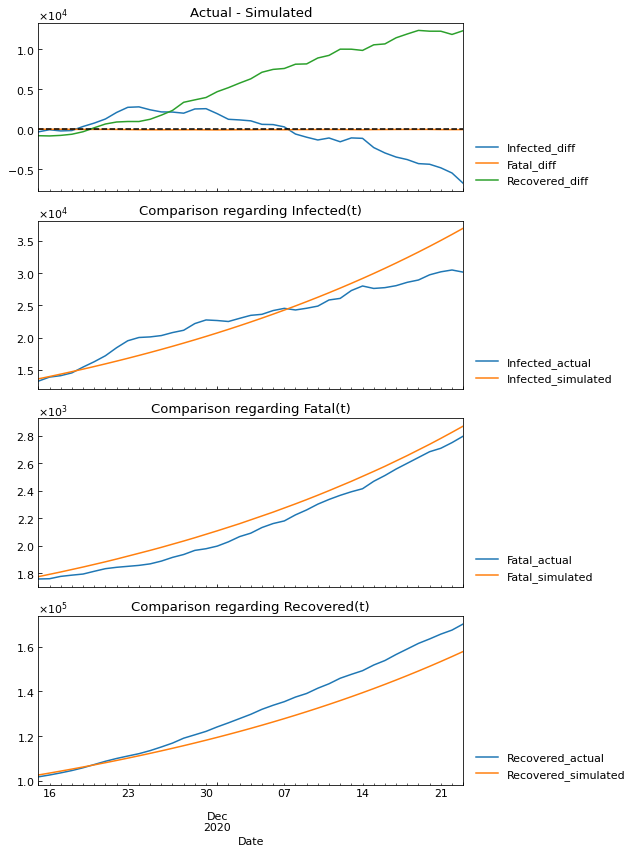 Actual - Simulated
×10⁴
1.0
0.5
0.0
−0.5
Infected_diff
Fatal_diff
Recovered_diff
Comparison regarding Infected(t)
×10⁴
3.5
3.0
2.5
2.0
1.5
Infected_actual
Infected_simulated
Comparison regarding Fatal(t)
×10³
2.8
2.6
2.4
2.2
2.0
1.8
Fatal_actual
Fatal_simulated
Comparison regarding Recovered(t)
×10⁵
1.6
1.4
1.2
1.0
Recovered_actual
Recovered_simulated
16 23 30 07 14 21
Dec
2020
Date